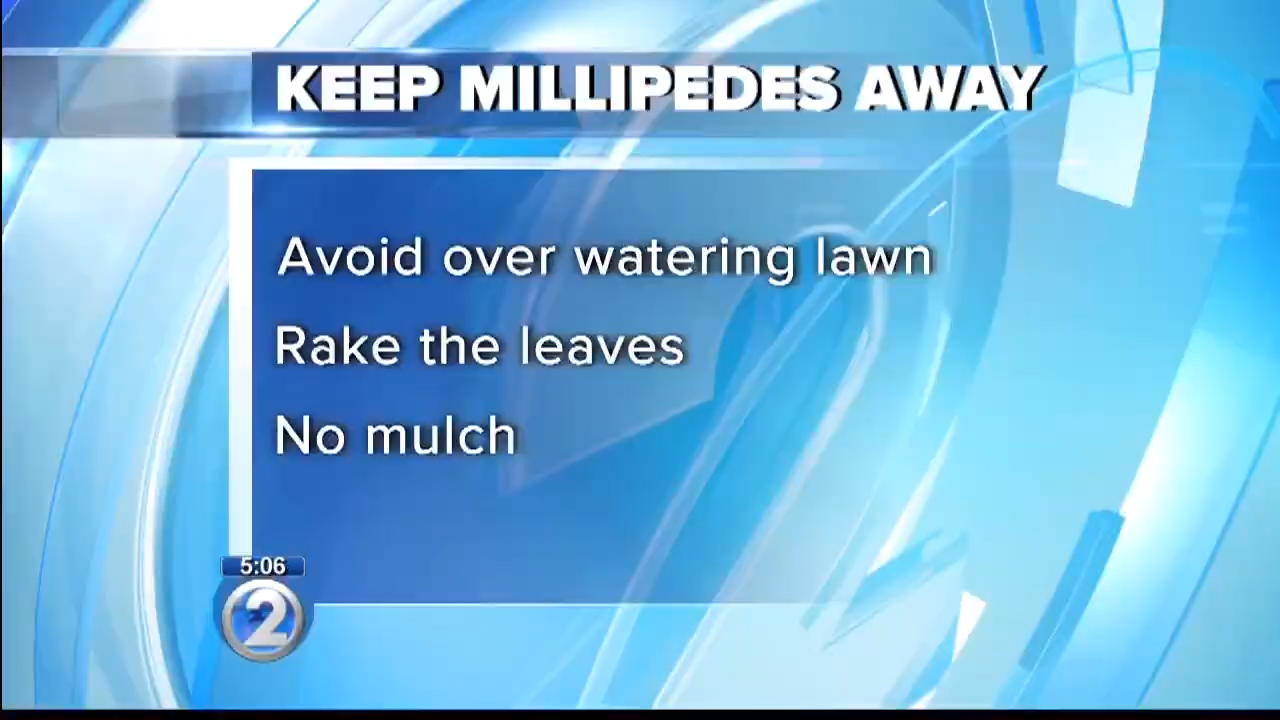 KEEP MILLIPEDES AWAY
Avoid over watering lawn
Rake the leaves
No mulch
5:06
2